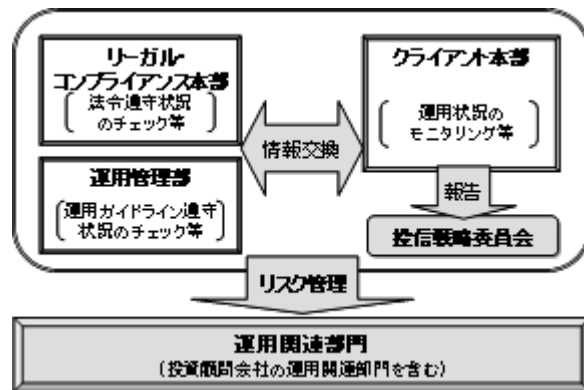 リーガル・
コンプライアンス本部
法令遵守状況
のチェック等
運用管理部
運用ガイドライン遵守
状況のチェック等
情報交換
クライアント本部
運用状況の
モニタリング等
報告
投信戦略委員会
リスク管理
運用関連部門
(投資顧問会社の運用関連部門を含む)